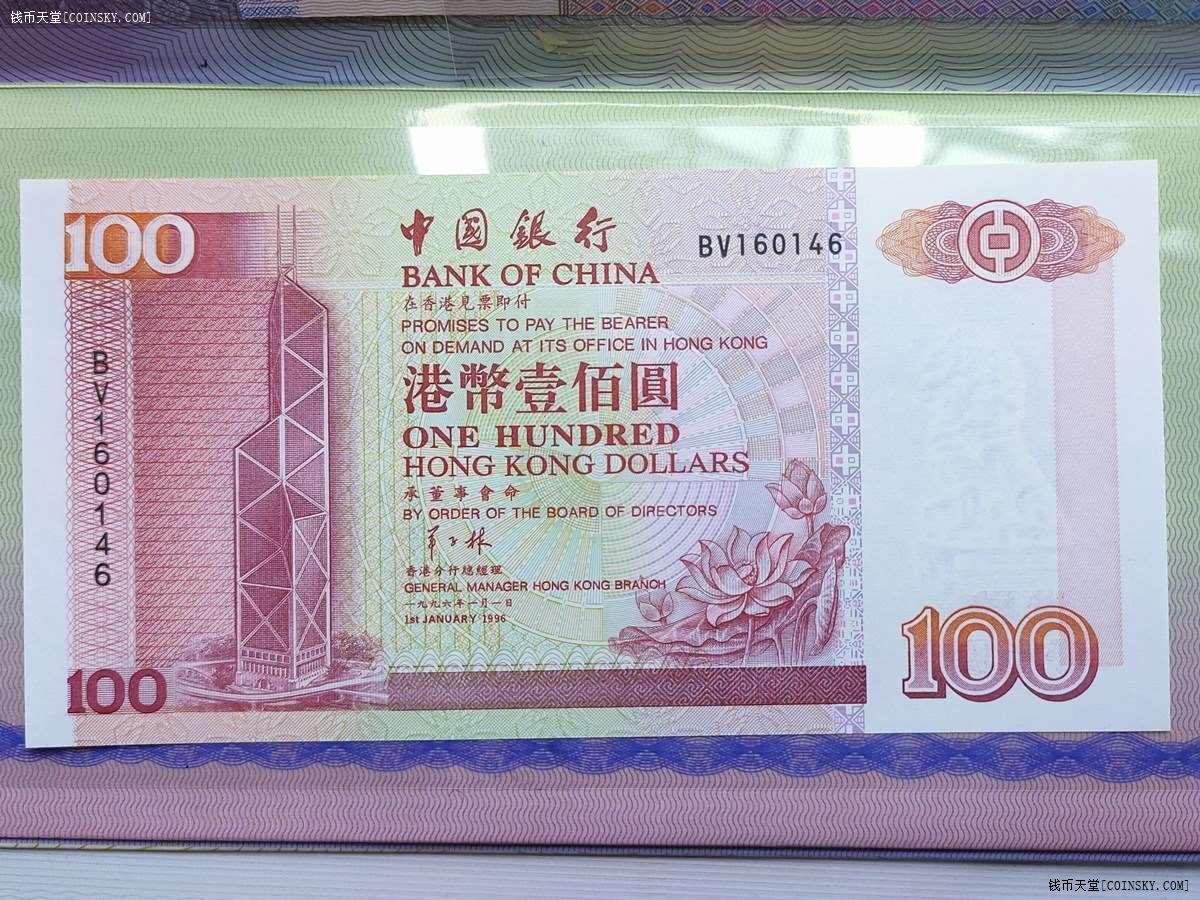 钱币天堂[COINSKY.COM]
100
中國銀行
BV160146
BANK OF CHINA
在香港見票即付
PROMISES TO PAY THE BEARER
ON DEMAND AT ITS OFFICE IN HONG KONG
港幣壹佰圓
ONE HUNDRED
HONG KONG DOLLARS
承董事會命
BY ORDER OF THE BOARD OF DIRECTORS
香港分行總經理
GENERAL MANAGER HONG KONG BRANCH
一九九六年一月一日
1st JANUARY 1996
BV160146
100
100
钱币天堂[COINSKY.COM]